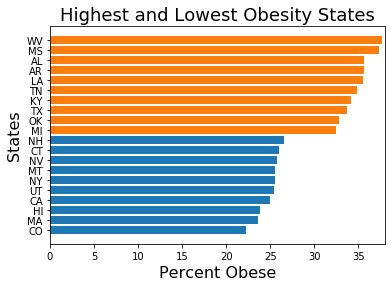 Highest and Lowest Obesity States
States
WV
MS
AL
AR
LA
TN
KY
TX
OK
MI
NH
CT
NV
MT
NY
UT
CA
HI
MA
CO
0 5 10 15 20 25 30 35
Percent Obese